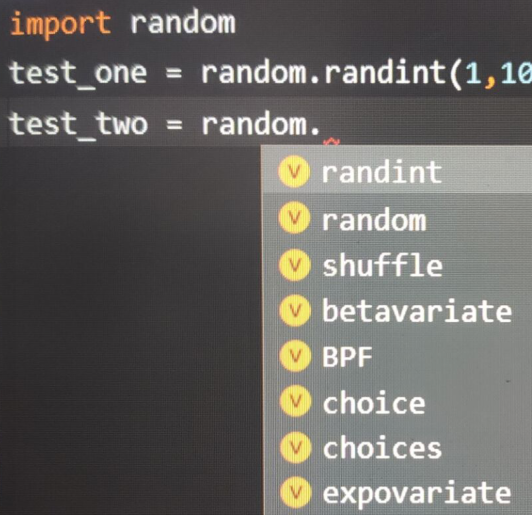 import random
test_one = random.randint(1,10
test_two = random.
V randint
V random
V shuffle
V betavariate
V BPF
V choice
V choices
V expovariate